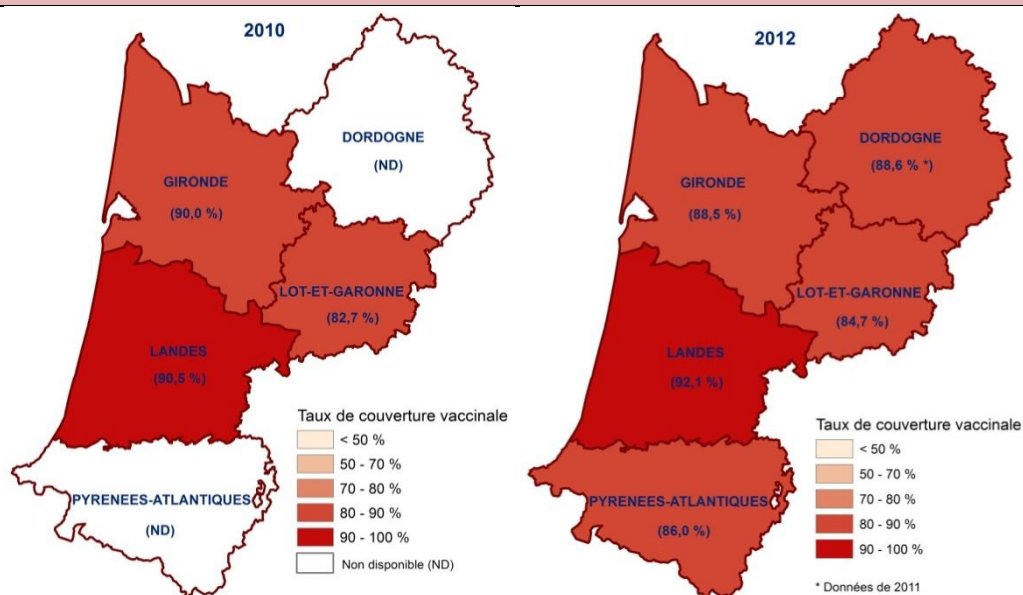 2010
DORDOGNE
(ND)
GIRONDE
(90,0 %)
LOT-ET-GARONNE
(82,7 %)
LANDES
(90,5 %)
PYRENEES-ATLANTIQUES
(ND)
Taux de couverture vaccinale
< 50 %
50 - 70 %
70 - 80 %
80 - 90 %
90 - 100 %
Non disponible (ND)
2012
DORDOGNE
(88,6 % *)
GIRONDE
(88,5 %)
LOT-ET-GARONNE
(84,7 %)
LANDES
(92,1 %)
PYRENEES-ATLANTIQUES
(86,0 %)
Taux de couverture vaccinale
< 50 %
50 - 70 %
70 - 80 %
80 - 90 %
90 - 100 %
* Données de 2011